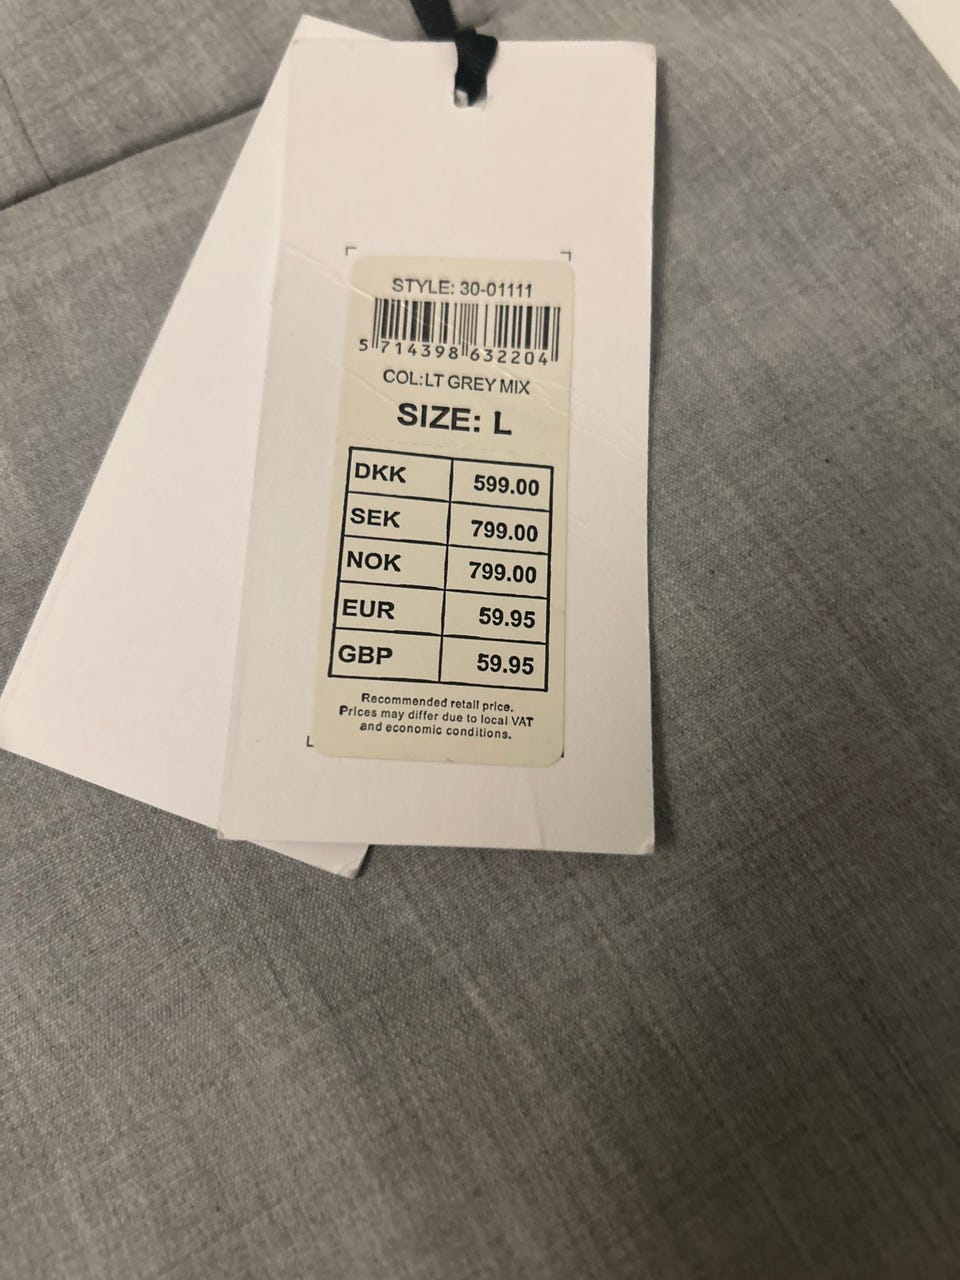 STYLE: 30-01111
5 714398 632204
COL:LT GREY MIX
SIZE: L
DKK 599.00
SEK 799.00
NOK 799.00
EUR 59.95
GBP 59.95
Recommended retail price.
Prices may differ due to local VAT
and economic conditions.